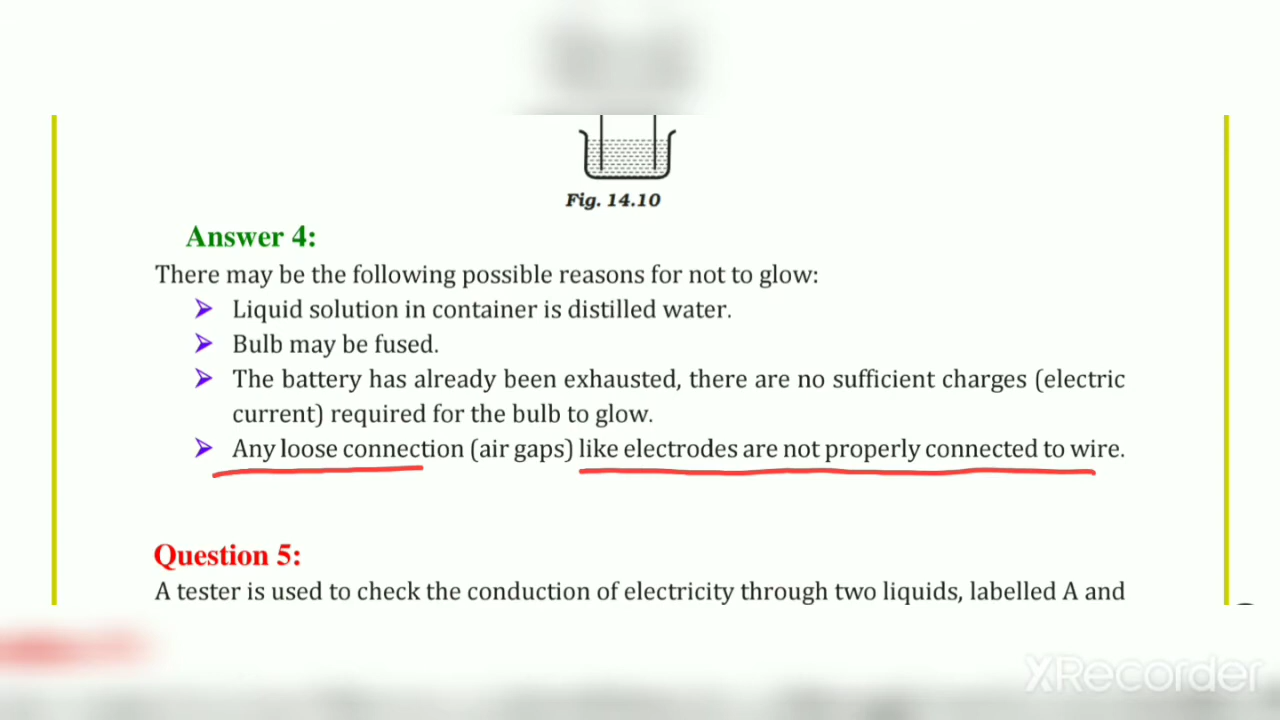 Fig. 14.10
Answer 4:
There may be the following possible reasons for not to glow:
➢ Liquid solution in container is distilled water.
➢ Bulb may be fused.
➢ The battery has already been exhausted, there are no sufficient charges (electric
current) required for the bulb to glow.
➢ Any loose connection (air gaps) like electrodes are not properly connected to wire.
Question 5:
A tester is used to check the conduction of electricity through two liquids, labelled A and
XRecorder